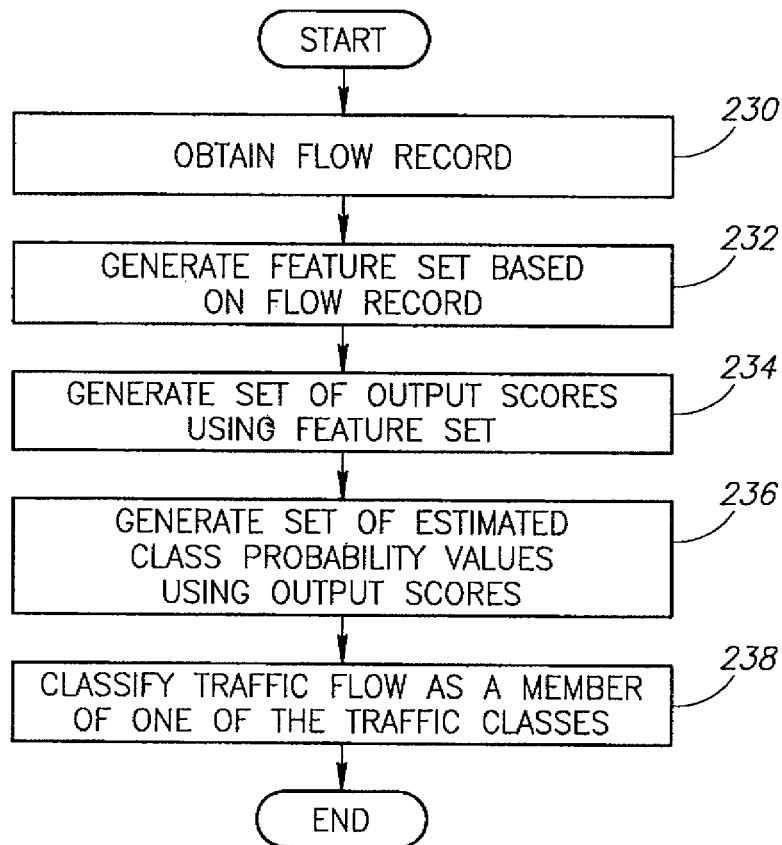 START
230
OBTAIN FLOW RECORD
232
GENERATE FEATURE SET BASED
ON FLOW RECORD
234
GENERATE SET OF OUTPUT SCORES
USING FEATURE SET
236
GENERATE SET OF ESTIMATED
CLASS PROBABILITY VALUES
USING OUTPUT SCORES
238
CLASSIFY TRAFFIC FLOW AS A MEMBER
OF ONE OF THE TRAFFIC CLASSES
END